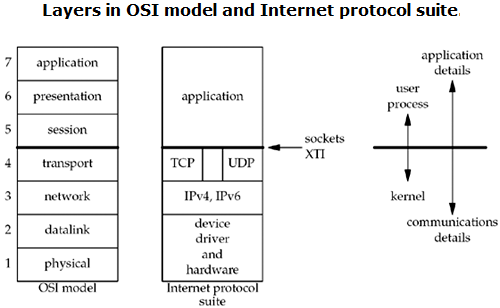 Layers in OSI model and Internet protocol suite.
7 application
6 presentation
5 session
4 transport
3 network
2 datalink
1 physical
OSI model
application
TCP UDP
IPv4, IPv6
device
driver
and
hardware
Internet protocol
suite
sockets
XTI
application
details
user
process
kernel
communications
details